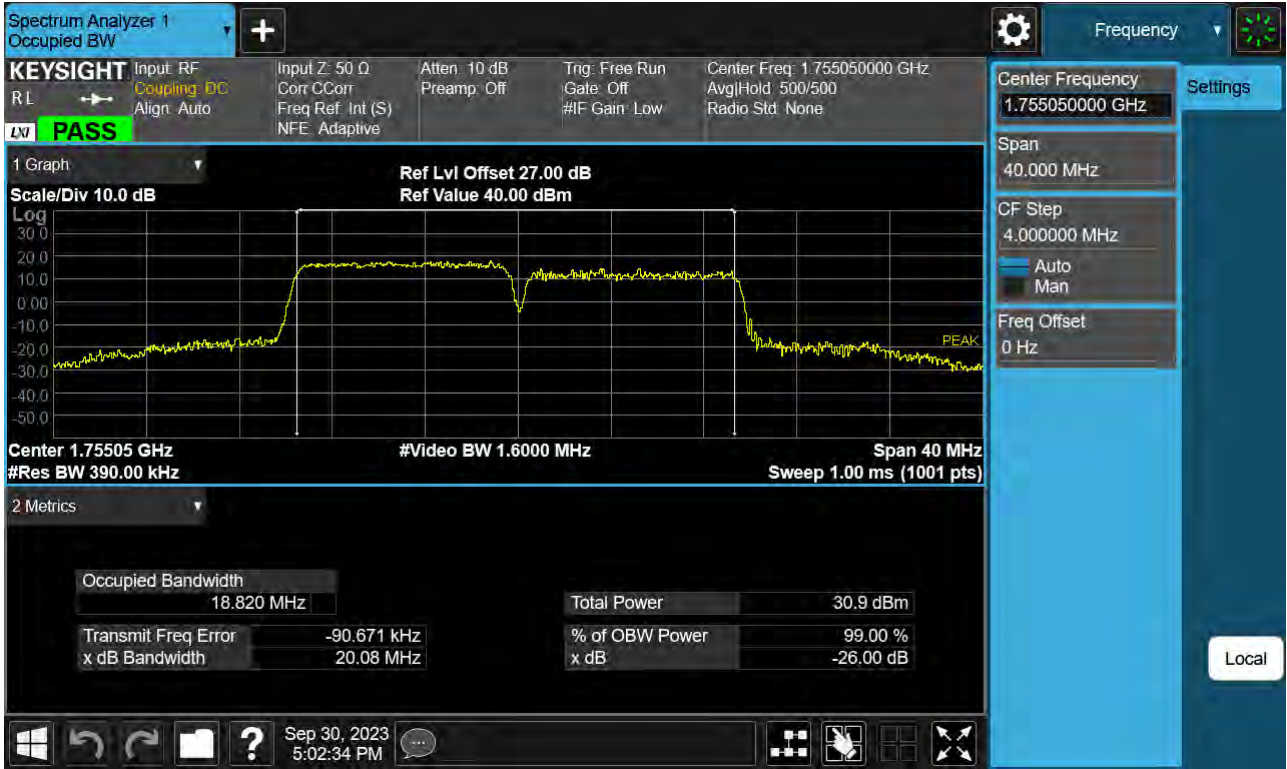 Spectrum Analyzer 1
Occupied BW
+
Frequency
KEYSIGHT
R L
LXI
PASS
Input: RF
Coupling: DC
Align: Auto
Input Z: 50 Ω
Corr CCorr
Freq Ref: Int (S)
NFE: Adaptive
Atten: 10 dB
Preamp: Off
Trig: Free Run
Gate: Off
#IF Gain: Low
Center Freq: 1.755050000 GHz
Avg|Hold: 500/500
Radio Std: None
Center Frequency
1.755050000 GHz
Settings
Span
40.000 MHz
CF Step
4.000000 MHz
Auto
Man
Freq Offset
0 Hz
1 Graph
Scale/Div 10.0 dB
Ref Lvl Offset 27.00 dB
Ref Value 40.00 dBm
Log
30.0
20.0
10.0
0.00
-10.0
-20.0
-30.0
-40.0
-50.0
PEAK
Center 1.75505 GHz
#Video BW 1.6000 MHz
Span 40 MHz
#Res BW 390.00 kHz
Sweep 1.00 ms (1001 pts)
2 Metrics
Occupied Bandwidth
18.820 MHz
Total Power 30.9 dBm
Transmit Freq Error -90.671 kHz
% of OBW Power 99.00 %
x dB Bandwidth 20.08 MHz
x dB -26.00 dB
Local
?
Sep 30, 2023
5:02:34 PM